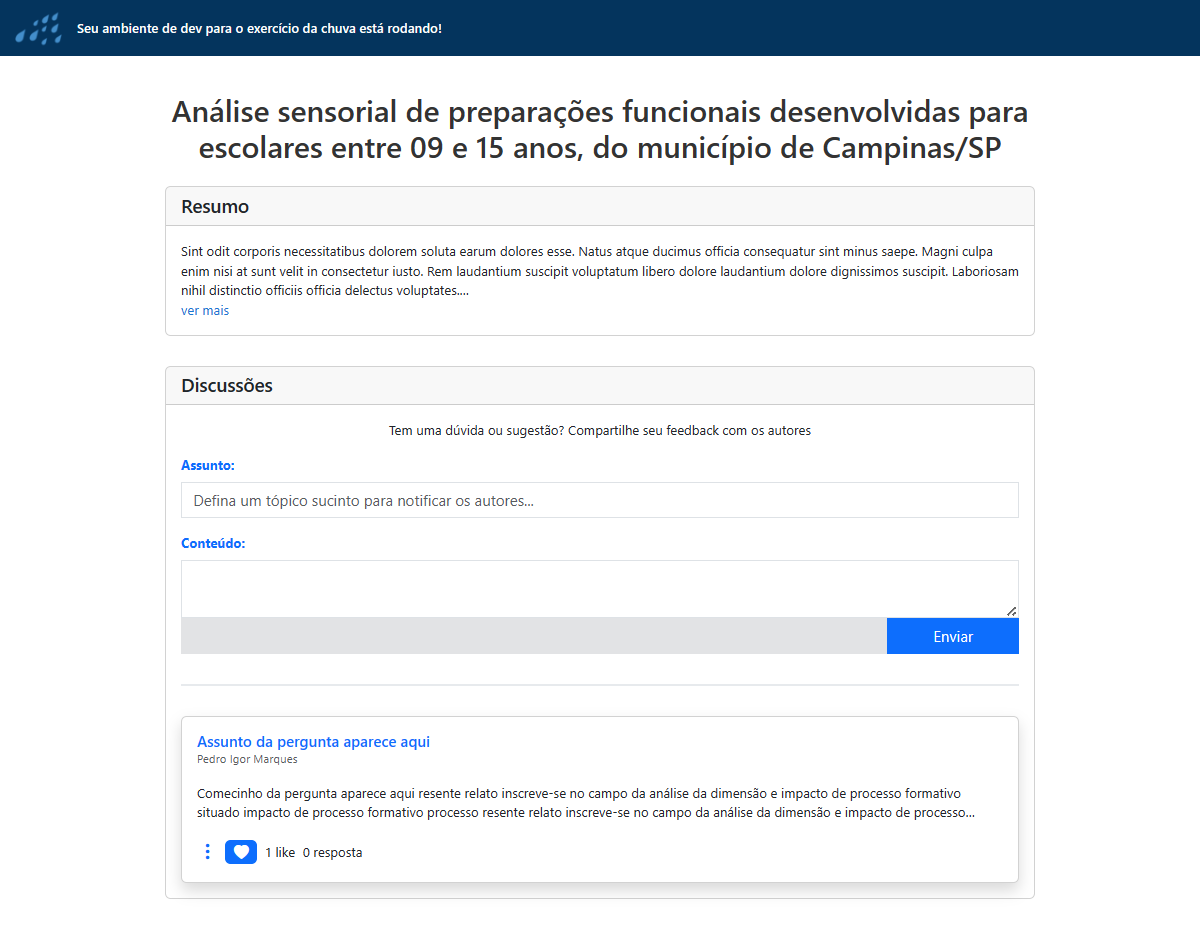 Seu ambiente de dev para o exercício da chuva está rodando!
Análise sensorial de preparações funcionais desenvolvidas para
escolares entre 09 e 15 anos, do município de Campinas/SP
Resumo
Sint odit corporis necessitatibus dolorem soluta earum dolores esse. Natus atque ducimus officia consequatur sint minus saepe. Magni culpa
enim nisi at sunt velit in consectetur iusto. Rem laudantium suscipit voluptatum libero dolore laudantium dolore dignissimos suscipit. Laboriosam
nihil distinctio officiis officia delectus voluptates....
ver mais
Discussões
Tem uma dúvida ou sugestão? Compartilhe seu feedback com os autores
Assunto:
Defina um tópico sucinto para notificar os autores...
Conteúdo:
Enviar
Assunto da pergunta aparece aqui
Pedro Igor Marques
Comecinho da pergunta aparece aqui resente relato inscreve-se no campo da análise da dimensão e impacto de processo formativo
situado impacto de processo formativo processo resente relato inscreve-se no campo da análise da dimensão e impacto de processo...
1 like 0 resposta